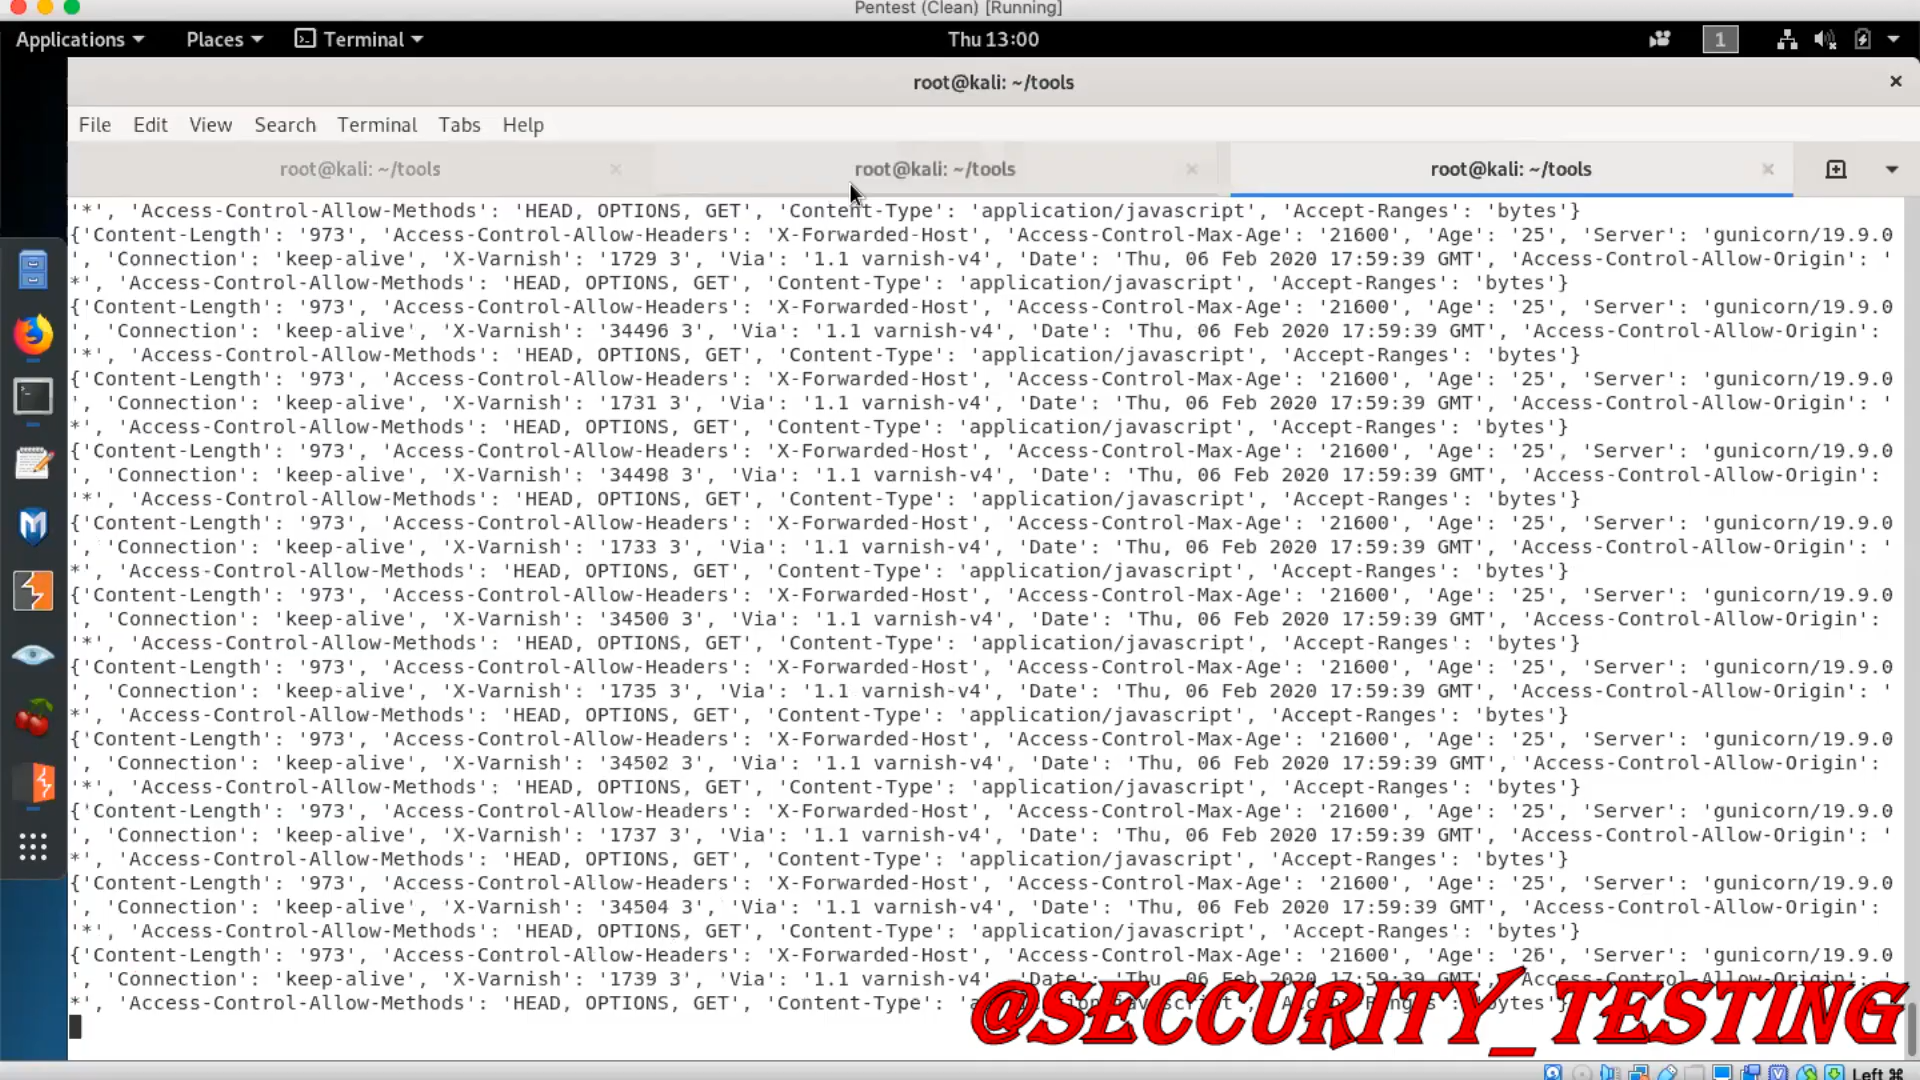 Pentest (Clean) [Running]
Applications Places Terminal Thu 13:00 1
root@kali: ~/tools
File Edit View Search Terminal Tabs Help
root@kali: ~/tools root@kali: ~/tools root@kali: ~/tools
'*', 'Access-Control-Allow-Methods': 'HEAD, OPTIONS, GET', 'Content-Type': 'application/javascript', 'Accept-Ranges': 'bytes'}
{'Content-Length': '973', 'Access-Control-Allow-Headers': 'X-Forwarded-Host', 'Access-Control-Max-Age': '21600', 'Age': '25', 'Server': 'gunicorn/19.9.0
', 'Connection': 'keep-alive', 'X-Varnish': '1729 3', 'Via': '1.1 varnish-v4', 'Date': 'Thu, 06 Feb 2020 17:59:39 GMT', 'Access-Control-Allow-Origin': '
*', 'Access-Control-Allow-Methods': 'HEAD, OPTIONS, GET', 'Content-Type': 'application/javascript', 'Accept-Ranges': 'bytes'}
{'Content-Length': '973', 'Access-Control-Allow-Headers': 'X-Forwarded-Host', 'Access-Control-Max-Age': '21600', 'Age': '25', 'Server': 'gunicorn/19.9.0
', 'Connection': 'keep-alive', 'X-Varnish': '34496 3', 'Via': '1.1 varnish-v4', 'Date': 'Thu, 06 Feb 2020 17:59:39 GMT', 'Access-Control-Allow-Origin':
'*', 'Access-Control-Allow-Methods': 'HEAD, OPTIONS, GET', 'Content-Type': 'application/javascript', 'Accept-Ranges': 'bytes'}
{'Content-Length': '973', 'Access-Control-Allow-Headers': 'X-Forwarded-Host', 'Access-Control-Max-Age': '21600', 'Age': '25', 'Server': 'gunicorn/19.9.0
', 'Connection': 'keep-alive', 'X-Varnish': '1731 3', 'Via': '1.1 varnish-v4', 'Date': 'Thu, 06 Feb 2020 17:59:39 GMT', 'Access-Control-Allow-Origin': '
*', 'Access-Control-Allow-Methods': 'HEAD, OPTIONS, GET', 'Content-Type': 'application/javascript', 'Accept-Ranges': 'bytes'}
{'Content-Length': '973', 'Access-Control-Allow-Headers': 'X-Forwarded-Host', 'Access-Control-Max-Age': '21600', 'Age': '25', 'Server': 'gunicorn/19.9.0
', 'Connection': 'keep-alive', 'X-Varnish': '34498 3', 'Via': '1.1 varnish-v4', 'Date': 'Thu, 06 Feb 2020 17:59:39 GMT', 'Access-Control-Allow-Origin':
'*', 'Access-Control-Allow-Methods': 'HEAD, OPTIONS, GET', 'Content-Type': 'application/javascript', 'Accept-Ranges': 'bytes'}
{'Content-Length': '973', 'Access-Control-Allow-Headers': 'X-Forwarded-Host', 'Access-Control-Max-Age': '21600', 'Age': '25', 'Server': 'gunicorn/19.9.0
', 'Connection': 'keep-alive', 'X-Varnish': '1733 3', 'Via': '1.1 varnish-v4', 'Date': 'Thu, 06 Feb 2020 17:59:39 GMT', 'Access-Control-Allow-Origin': '
*', 'Access-Control-Allow-Methods': 'HEAD, OPTIONS, GET', 'Content-Type': 'application/javascript', 'Accept-Ranges': 'bytes'}
{'Content-Length': '973', 'Access-Control-Allow-Headers': 'X-Forwarded-Host', 'Access-Control-Max-Age': '21600', 'Age': '25', 'Server': 'gunicorn/19.9.0
', 'Connection': 'keep-alive', 'X-Varnish': '34500 3', 'Via': '1.1 varnish-v4', 'Date': 'Thu, 06 Feb 2020 17:59:39 GMT', 'Access-Control-Allow-Origin':
'*', 'Access-Control-Allow-Methods': 'HEAD, OPTIONS, GET', 'Content-Type': 'application/javascript', 'Accept-Ranges': 'bytes'}
{'Content-Length': '973', 'Access-Control-Allow-Headers': 'X-Forwarded-Host', 'Access-Control-Max-Age': '21600', 'Age': '25', 'Server': 'gunicorn/19.9.0
', 'Connection': 'keep-alive', 'X-Varnish': '1735 3', 'Via': '1.1 varnish-v4', 'Date': 'Thu, 06 Feb 2020 17:59:39 GMT', 'Access-Control-Allow-Origin': '
*', 'Access-Control-Allow-Methods': 'HEAD, OPTIONS, GET', 'Content-Type': 'application/javascript', 'Accept-Ranges': 'bytes'}
{'Content-Length': '973', 'Access-Control-Allow-Headers': 'X-Forwarded-Host', 'Access-Control-Max-Age': '21600', 'Age': '25', 'Server': 'gunicorn/19.9.0
', 'Connection': 'keep-alive', 'X-Varnish': '34502 3', 'Via': '1.1 varnish-v4', 'Date': 'Thu, 06 Feb 2020 17:59:39 GMT', 'Access-Control-Allow-Origin':
'*', 'Access-Control-Allow-Methods': 'HEAD, OPTIONS, GET', 'Content-Type': 'application/javascript', 'Accept-Ranges': 'bytes'}
{'Content-Length': '973', 'Access-Control-Allow-Headers': 'X-Forwarded-Host', 'Access-Control-Max-Age': '21600', 'Age': '25', 'Server': 'gunicorn/19.9.0
', 'Connection': 'keep-alive', 'X-Varnish': '1737 3', 'Via': '1.1 varnish-v4', 'Date': 'Thu, 06 Feb 2020 17:59:39 GMT', 'Access-Control-Allow-Origin': '
*', 'Access-Control-Allow-Methods': 'HEAD, OPTIONS, GET', 'Content-Type': 'application/javascript', 'Accept-Ranges': 'bytes'}
{'Content-Length': '973', 'Access-Control-Allow-Headers': 'X-Forwarded-Host', 'Access-Control-Max-Age': '21600', 'Age': '25', 'Server': 'gunicorn/19.9.0
', 'Connection': 'keep-alive', 'X-Varnish': '34504 3', 'Via': '1.1 varnish-v4', 'Date': 'Thu, 06 Feb 2020 17:59:39 GMT', 'Access-Control-Allow-Origin':
'*', 'Access-Control-Allow-Methods': 'HEAD, OPTIONS, GET', 'Content-Type': 'application/javascript', 'Accept-Ranges': 'bytes'}
{'Content-Length': '973', 'Access-Control-Allow-Headers': 'X-Forwarded-Host', 'Access-Control-Max-Age': '21600', 'Age': '26', 'Server': 'gunicorn/19.9.0
', 'Connection': 'keep-alive', 'X-Varnish': '1739 3', 'Via': '1.1 varnish-v4', 'Date': 'Thu, 06 Feb 2020 17:59:39 GMT', 'Access-Control-Allow-Origin': '
*', 'Access-Control-Allow-Methods': 'HEAD, OPTIONS, GET', 'Content-Type': 
@SECCURITY_TESTING
Left ⌘